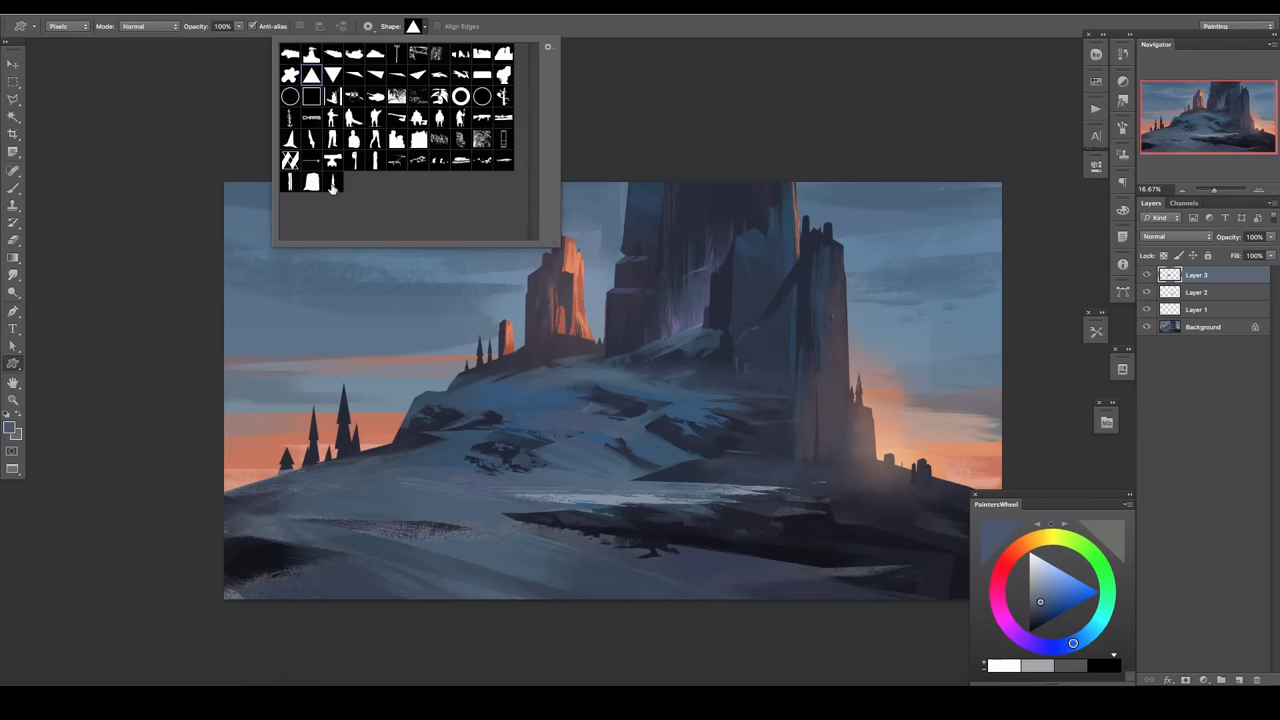 Pixels Mode: Normal Opacity: 100% Anti-alias Shape: Align Edges Painting
Navigator
16.67%
Layers Channels
Kind
Normal Opacity: 100%
Lock: Fill: 100%
Layer 3
Layer 2
Layer 1
Background
PaintersWheel